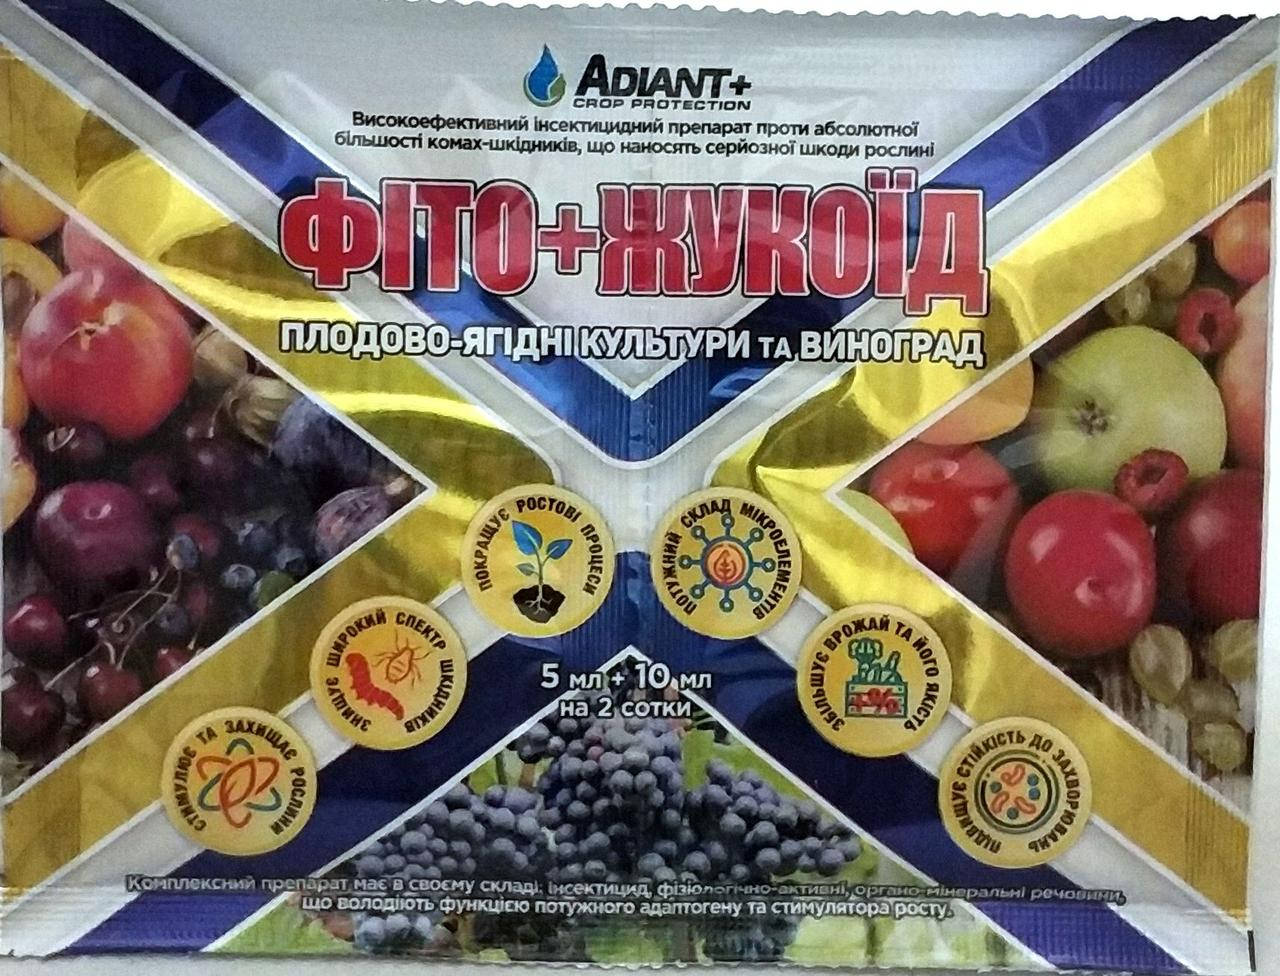 ADIANT+
CROP PROTECTION
Високоефективний інсектицидний препарат проти абсолютної
більшості комах-шкідників, що наносять серйозної шкоди рослині
ФІТО+ЖУКОЇД
ПЛОДОВО-ЯГІДНІ КУЛЬТУРИ ТА ВИНОГРАД
ПОКРАЩУЄ РОСТОВІ ПРОЦЕСИ
ПОТУЖНИЙ СКЛАД МІКРОЕЛЕМЕНТІВ
ЗНИЩУЄ ШИРОКИЙ СПЕКТР ШКІДНИКІВ
ЗБІЛЬШУЄ ВРОЖАЙ ТА ЙОГО ЯКІСТЬ
+%
5 мл + 10 мл
на 2 сотки
СТИМУЛЮЄ ТА ЗАХИЩАЄ РОСЛИНИ
ПІДВИЩУЄ СТІЙКІСТЬ ДО ЗАХВОРЮВАНЬ
Комплексний препарат має в своєму складі: інсектицид, фізіологічно-активні, органо-мінеральні речовини,
що володіють функцією потужного адаптогену та стимулятора росту.